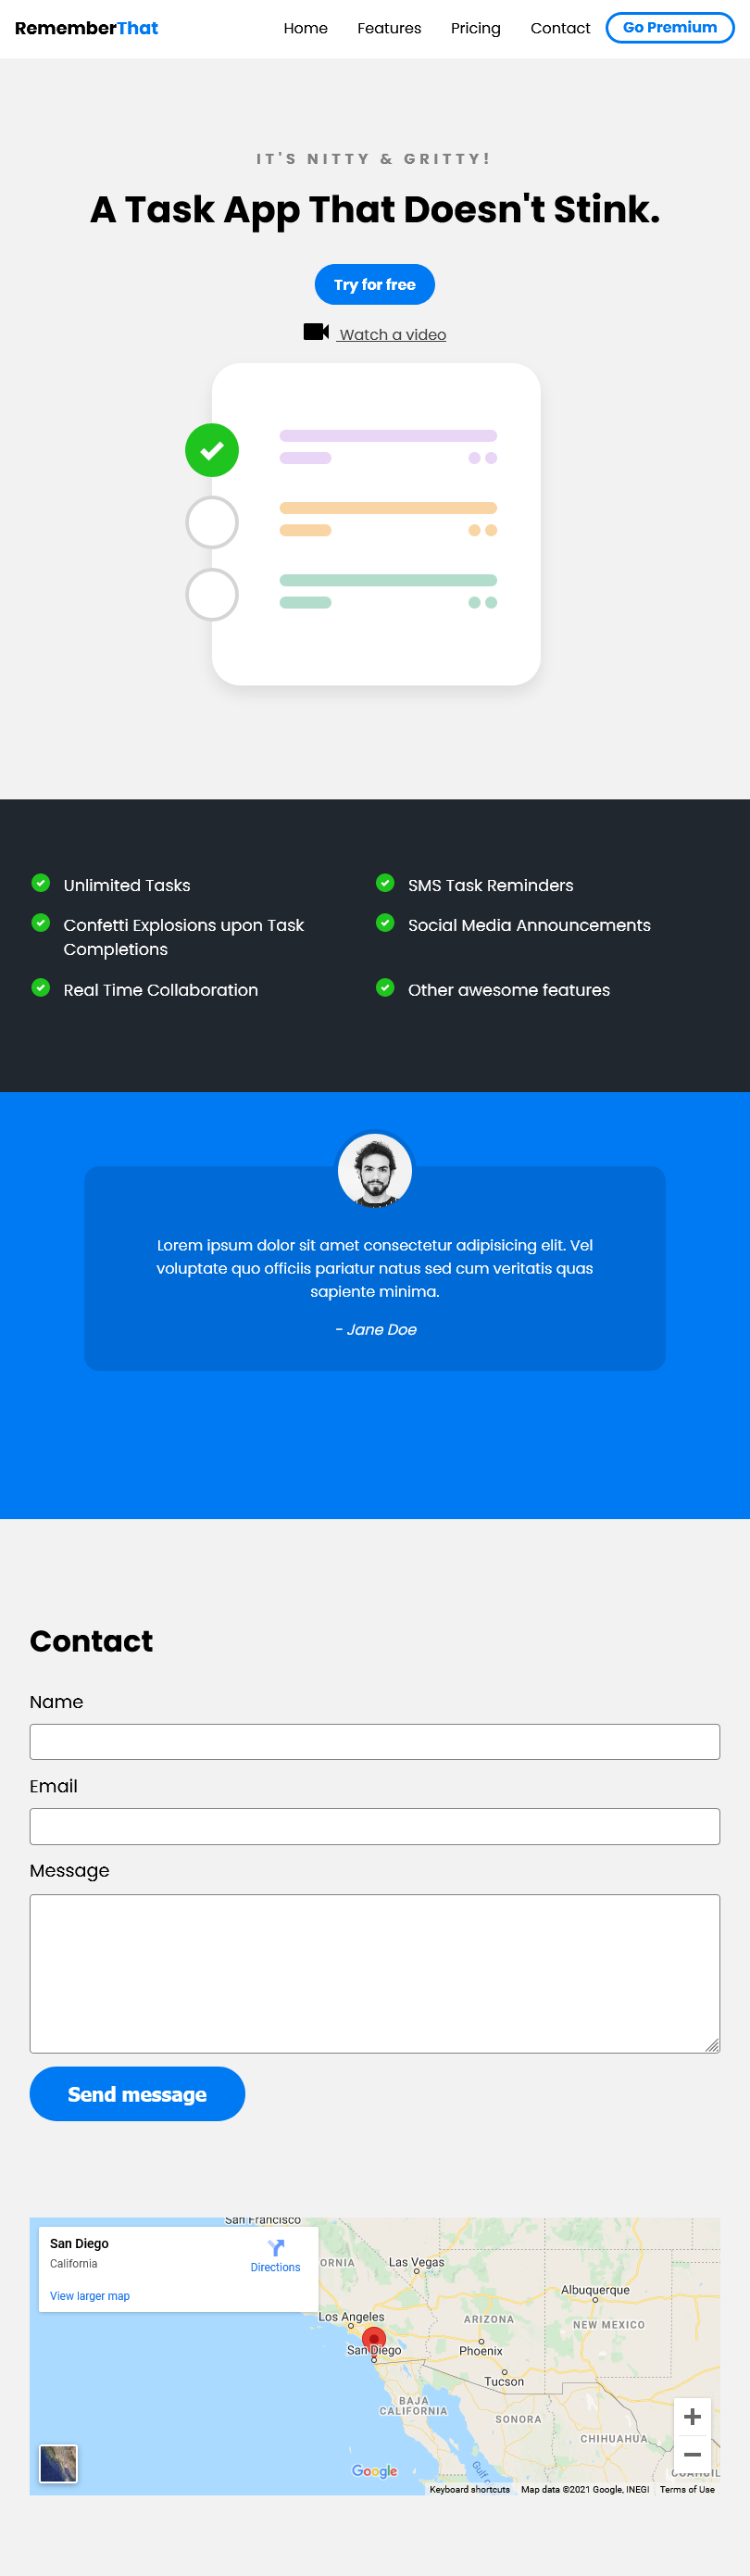 RememberThat
Home Features Pricing Contact Go Premium
IT'S NITTY & GRITTY!
A Task App That Doesn't Stink.
Try for free
Watch a video
Unlimited Tasks
SMS Task Reminders
Confetti Explosions upon Task
Completions
Social Media Announcements
Real Time Collaboration
Other awesome features
Lorem ipsum dolor sit amet consectetur adipisicing elit. Vel
voluptate quo officiis pariatur natus sed cum veritatis quas
sapiente minima.
- Jane Doe
Contact
Name
Email
Message
Send message
San Francisco
San Diego
California
Directions
View larger map
ORNIA
Las Vegas
Albuquerque
Los Angeles
ARIZONA
NEW MEXICO
San Diego
Phoenix
Tucson
BAJA
CALIFORNIA
SONORA
CHIHUAHUA
COAHUIL
Gulf
Google
Keyboard shortcuts Map data ©2021 Google, INEGI Terms of Use